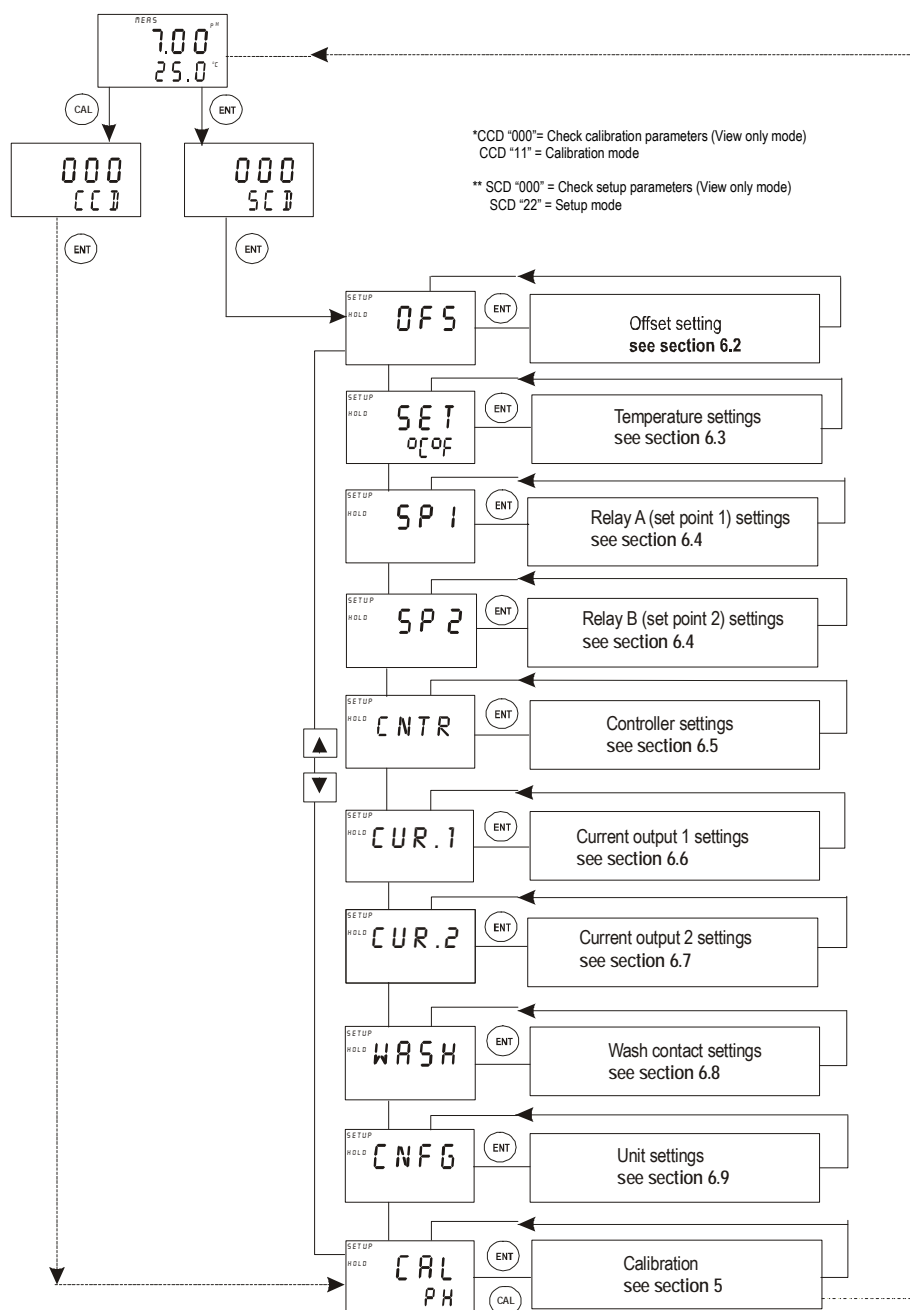 MEAS
7.00 pH
25.0 °C
CAL
ENT
000
CCD
000
SCD
*CCD “000”= Check calibration parameters (View only mode)
CCD “11” = Calibration mode
** SCD “000” = Check setup parameters (View only mode)
SCD “22” = Setup mode
ENT
ENT
SETUP
HOLD
OFS
ENT
Offset setting
see section 6.2
SETUP
HOLD
SET
°C°F
ENT
Temperature settings
see section 6.3
SETUP
HOLD
SP1
ENT
Relay A (set point 1) settings
see section 6.4
SETUP
HOLD
SP2
ENT
Relay B (set point 2) settings
see section 6.4
SETUP
HOLD
CNTR
ENT
Controller settings
see section 6.5
SETUP
HOLD
CUR.1
ENT
Current output 1 settings
see section 6.6
SETUP
HOLD
CUR.2
ENT
Current output 2 settings
see section 6.7
SETUP
HOLD
WASH
ENT
Wash contact settings
see section 6.8
SETUP
HOLD
CNFG
ENT
Unit settings
see section 6.9
SETUP
HOLD
CAL
PH
ENT
CAL
Calibration
see section 5